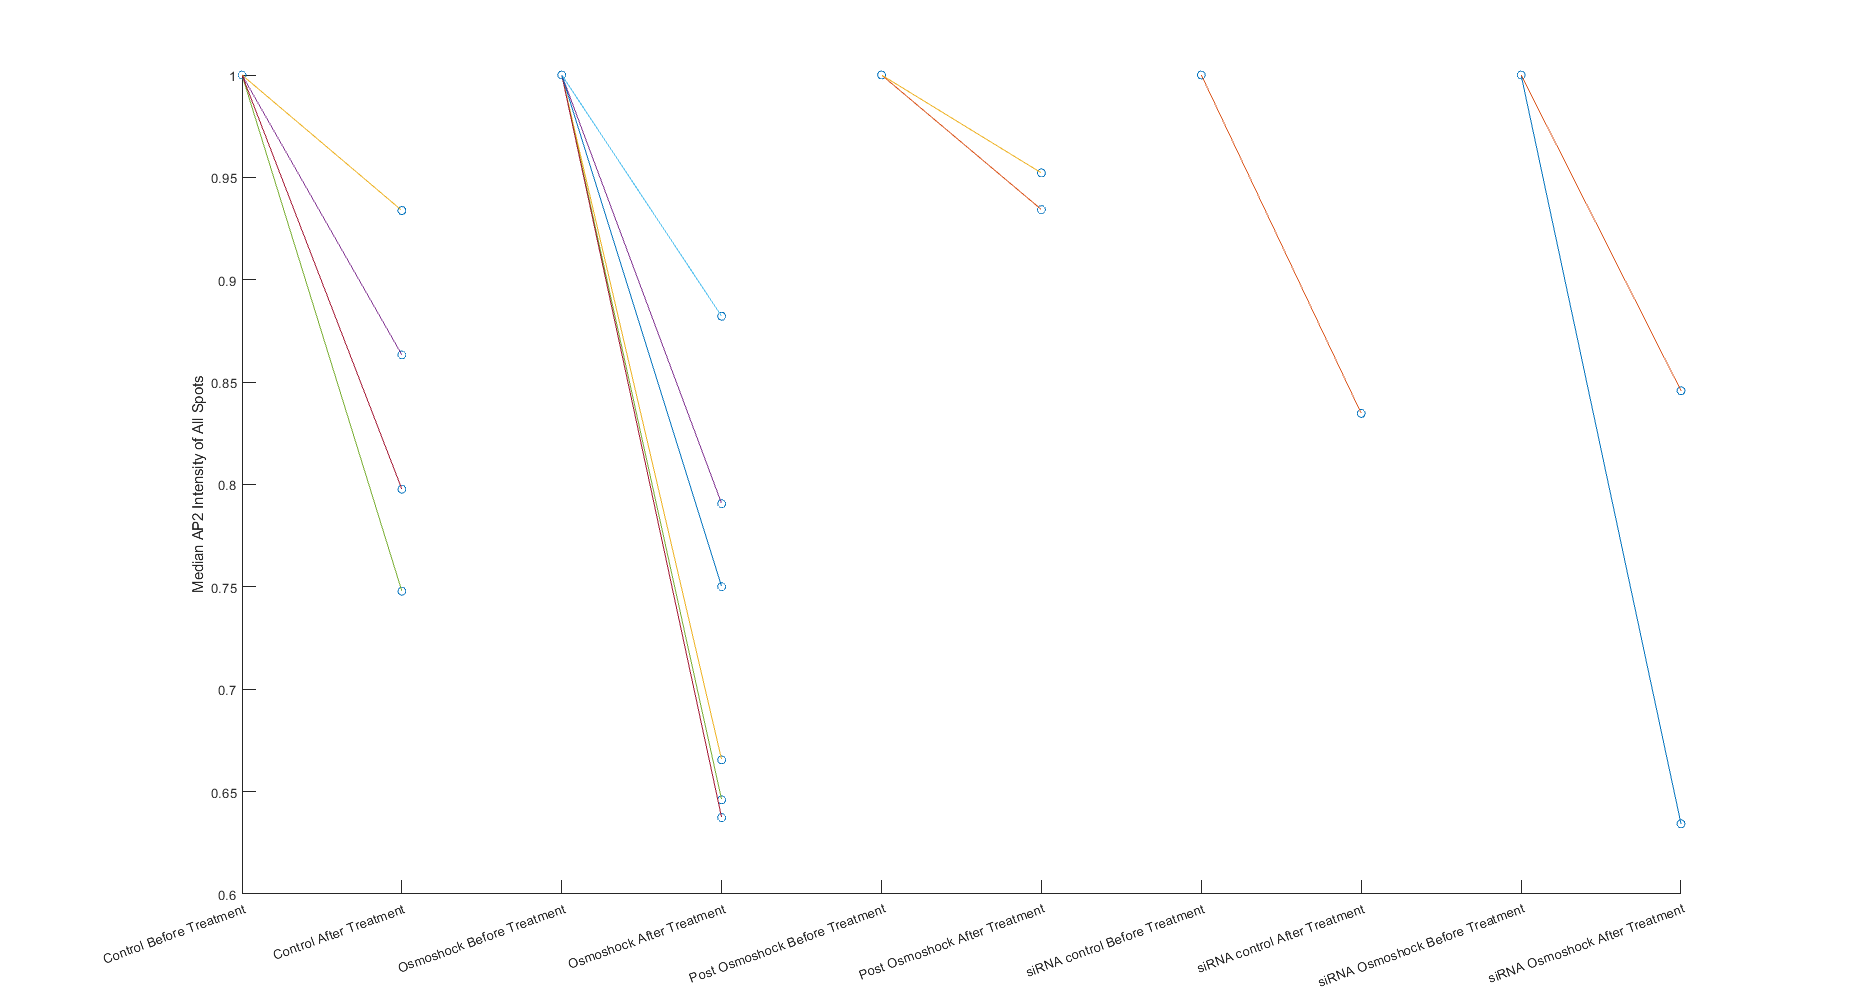 Median AP2 Intensity of All Spots
1
0.95
0.9
0.85
0.8
0.75
0.7
0.65
0.6
Control Before Treatment
Control After Treatment
Osmoshock Before Treatment
Osmoshock After Treatment
Post Osmoshock Before Treatment
Post Osmoshock After Treatment
siRNA control Before Treatment
siRNA control After Treatment
siRNA Osmoshock Before Treatment
siRNA Osmoshock After Treatment